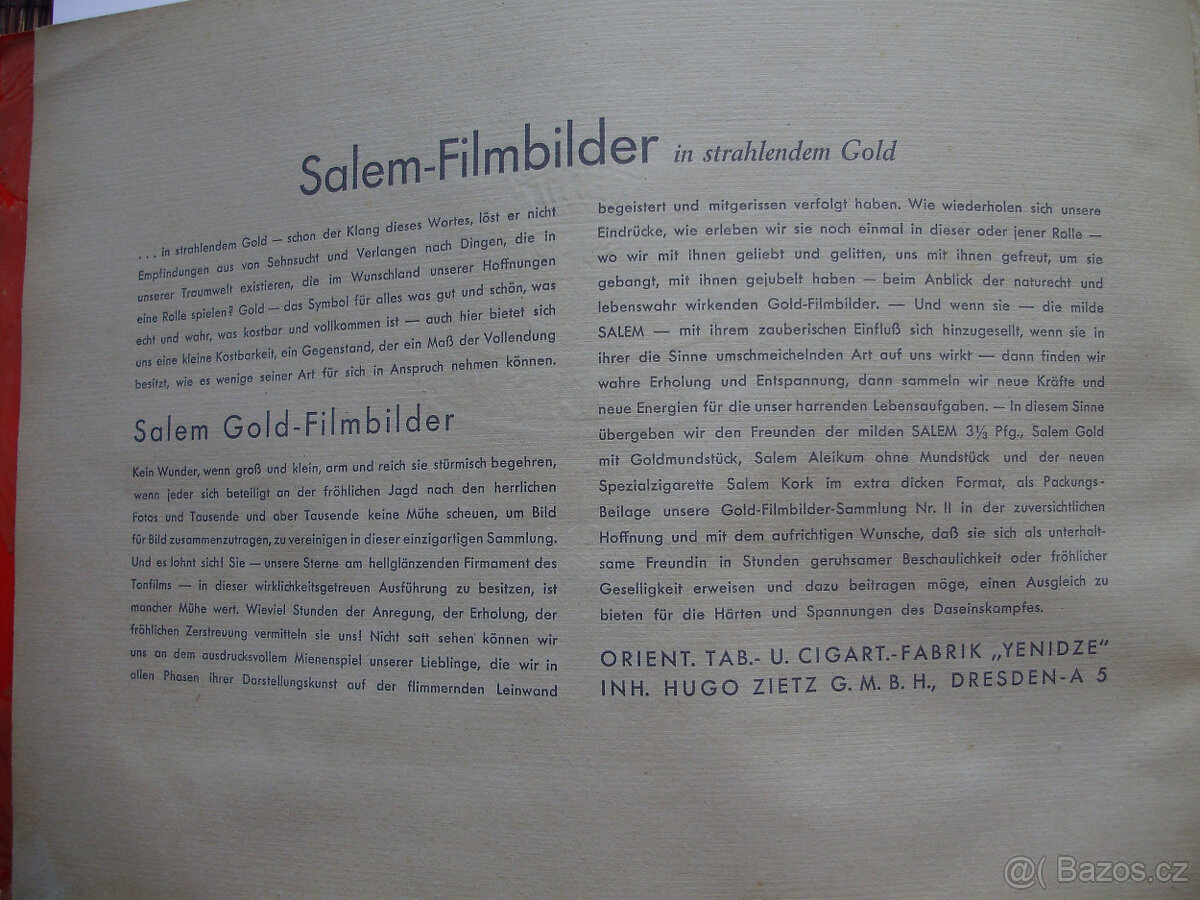 Salem-Filmbilder in strahlendem Gold
. . . in strahlendem Gold — schon der Klang dieses Wortes, löst er nicht
Empfindungen aus von Sehnsucht und Verlangen nach Dingen, die in
unserer Traumwelt existieren, die im Wunschland unserer Hoffnungen
eine Rolle spielen? Gold — das Symbol für alles was gut und schön, was
echt und wahr, was kostbar und vollkommen ist — auch hier bietet sich
uns eine kleine Kostbarkeit, ein Gegenstand, der ein Maß der Vollendung
besitzt, wie es wenige seiner Art für sich in Anspruch nehmen können.
Salem Gold-Filmbilder
Kein Wunder, wenn groß und klein, arm und reich sie stürmisch begehren,
wenn jeder sich beteiligt an der fröhlichen Jagd nach den herrlichen
Fotos und Tausende und aber Tausende keine Mühe scheuen, um Bild
für Bild zusammenzutragen, zu vereinigen in dieser einzigartigen Sammlung.
Und es lohnt sich! Sie — unsere Sterne am hellglänzenden Firmament des
Tonfilms — in dieser wirklichkeitsgetreuen Ausführung zu besitzen, ist
mancher Mühe wert. Wieviel Stunden der Anregung, der Erholung, der
fröhlichen Zerstreuung vermitteln sie uns! Nicht satt sehen können wir
uns an dem ausdrucksvollem Mienenspiel unserer Lieblinge, die wir in
allen Phasen ihrer Darstellungskunst auf der flimmernden Leinwand
begeistert und mitgerissen verfolgt haben. Wie wiederholen sich unsere
Eindrücke, wie erleben wir sie noch einmal in dieser oder jener Rolle —
wo wir mit ihnen geliebt und gelitten, uns mit ihnen gefreut, um sie
gebangt, mit ihnen gejubelt haben — beim Anblick der naturecht und
lebenswahr wirkenden Gold-Filmbilder. — Und wenn sie — die milde
SALEM — mit ihrem zauberischen Einfluß sich hinzugesellt, wenn sie in
ihrer die Sinne umschmeichelnden Art auf uns wirkt — dann finden wir
wahre Erholung und Entspannung, dann sammeln wir neue Kräfte und
neue Energien für die unser harrenden Lebensaufgaben. — In diesem Sinne
übergeben wir den Freunden der milden SALEM 3⅓ Pfg., Salem Gold
mit Goldmundstück, Salem Aleikum ohne Mundstück und der neuen
Spezialzigarette Salem Kork im extra dicken Format, als Packungs-
Beilage unsere Gold-Filmbilder-Sammlung Nr. II in der zuversichtlichen
Hoffnung und mit dem aufrichtigen Wunsche, daß sie sich als unterhalt-
same Freundin in Stunden geruhsamer Beschaulichkeit oder fröhlicher
Geselligkeit erweisen und dazu beitragen möge, einen Ausgleich zu
bieten für die Härten und Spannungen des Daseinskampfes.
ORIENT. TAB.- U. CIGART.-FABRIK „YENIDZE“
INH. HUGO ZIETZ G. M. B. H., DRESDEN-A 5
@( Bazos.cz